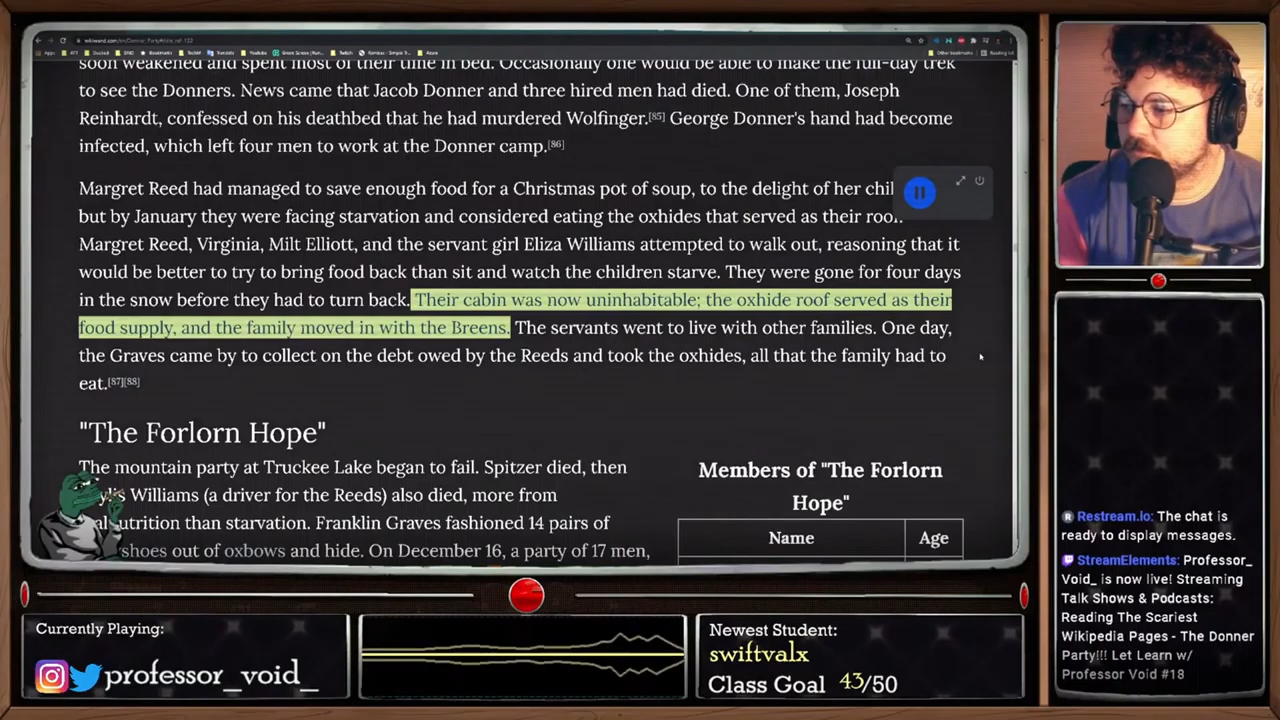 wikiwand.com/en/Donner_Party#cite_ref-122
soon weakened and spent most of their time in bed. Occasionally one would be able to make the full-day trek
to see the Donners. News came that Jacob Donner and three hired men had died. One of them, Joseph
Reinhardt, confessed on his deathbed that he had murdered Wolfinger.[85] George Donner's hand had become
infected, which left four men to work at the Donner camp.[86]
Margret Reed had managed to save enough food for a Christmas pot of soup, to the delight of her chil
but by January they were facing starvation and considered eating the oxhides that served as their roof.
Margret Reed, Virginia, Milt Elliott, and the servant girl Eliza Williams attempted to walk out, reasoning that it
would be better to try to bring food back than sit and watch the children starve. They were gone for four days
in the snow before they had to turn back. Their cabin was now uninhabitable; the oxhide roof served as their
food supply, and the family moved in with the Breens. The servants went to live with other families. One day,
the Graves came by to collect on the debt owed by the Reeds and took the oxhides, all that the family had to
eat.[87][88]
"The Forlorn Hope"
The mountain party at Truckee Lake began to fail. Spitzer died, then
Williams (a driver for the Reeds) also died, more from
than starvation. Franklin Graves fashioned 14 pairs of
shoes out of oxbows and hide. On December 16, a party of 17 men,
Members of "The Forlorn
Hope"
Name Age
Restream.io: The chat is
ready to display messages.
StreamElements: Professor_
Void_ is now live! Streaming
Talk Shows & Podcasts:
Reading The Scariest
Wikipedia Pages - The Donner
Party!!! Let Learn w/
Professor Void #18
Currently Playing:
professor_void_
Newest Student:
swiftvalx
Class Goal 43/50